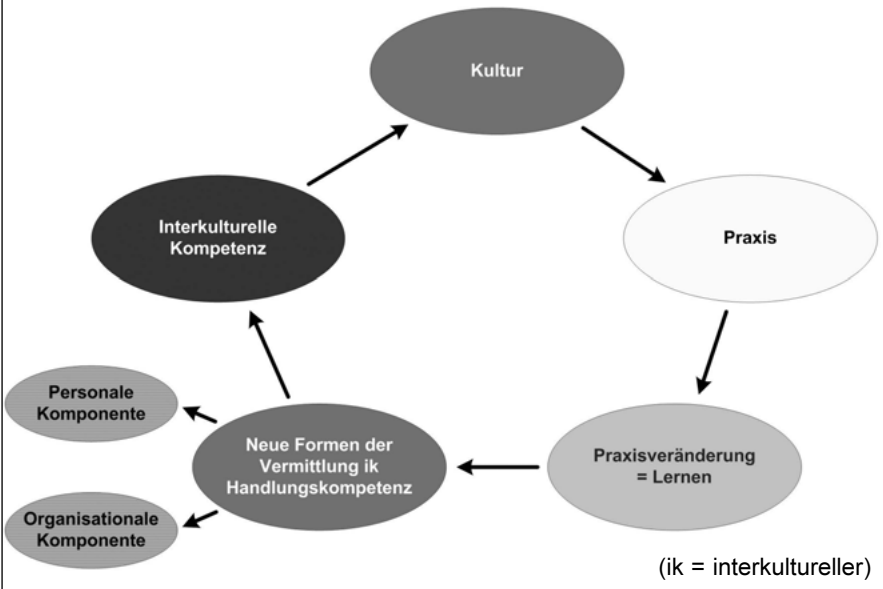 Kultur
Interkulturelle
Kompetenz
Praxis
Personale
Komponente
Neue Formen der
Vermittlung ik
Handlungskompetenz
Praxisveränderung
= Lernen
Organisationale
Komponente
(ik = interkultureller)